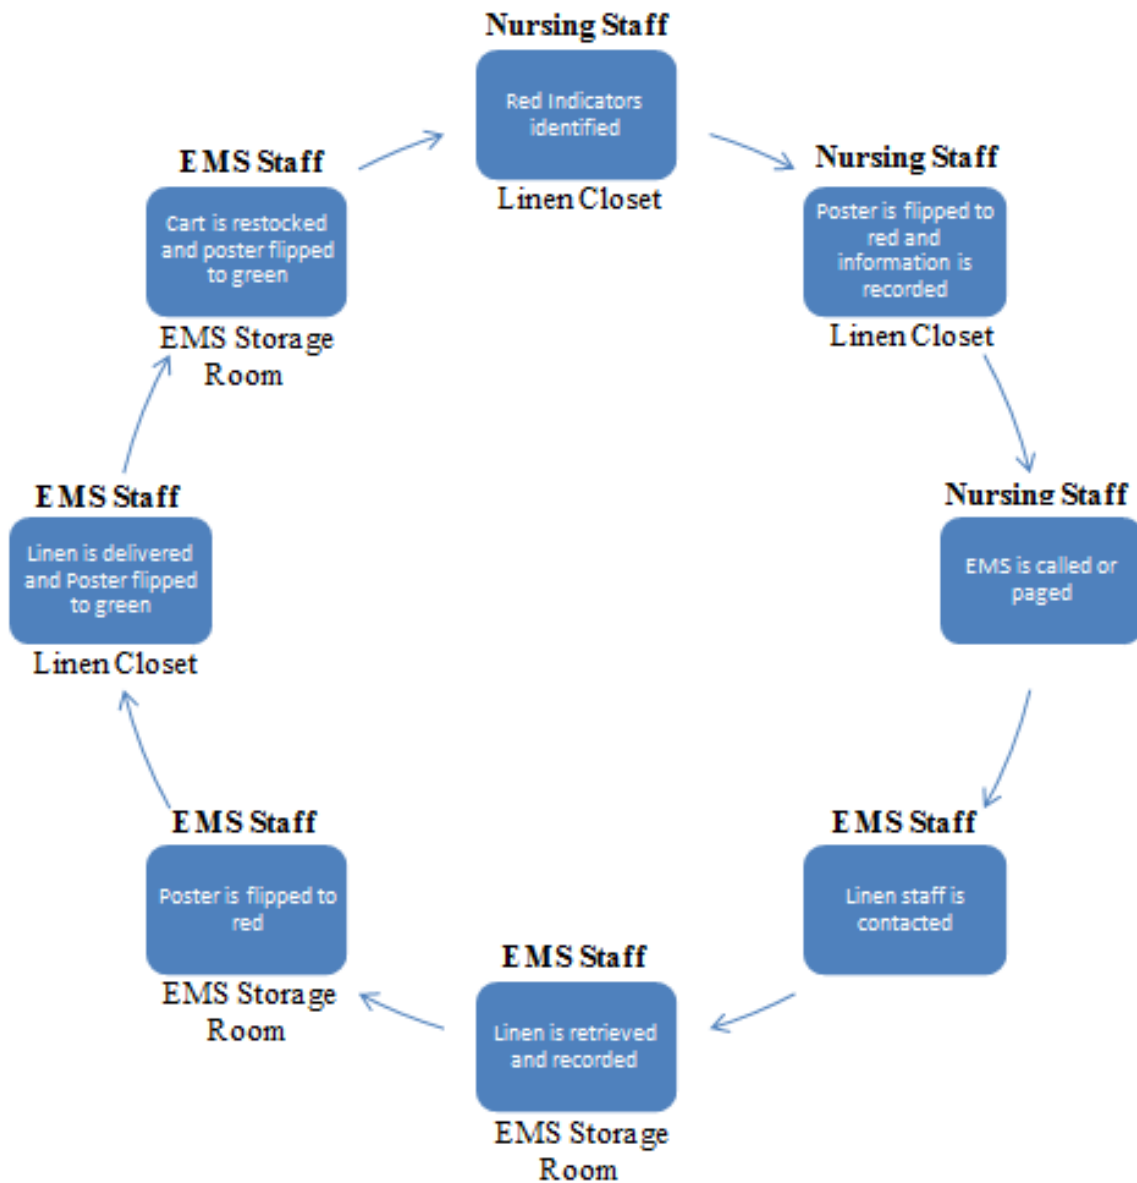 Nursing Staff
Red Indicators
identified
Linen Closet
Nursing Staff
Poster is flipped to
red and
information is
recorded
Linen Closet
Nursing Staff
EMS is called or
paged
EMS Staff
Linen staff is
contacted
EMS Staff
Linen is retrieved
and recorded
EMS Storage
Room
EMS Staff
Poster is flipped to
red
EMS Storage
Room
EMS Staff
Linen is delivered
and Poster flipped
to green
Linen Closet
EMS Staff
Cart is restocked
and poster flipped
to green
EMS Storage
Room